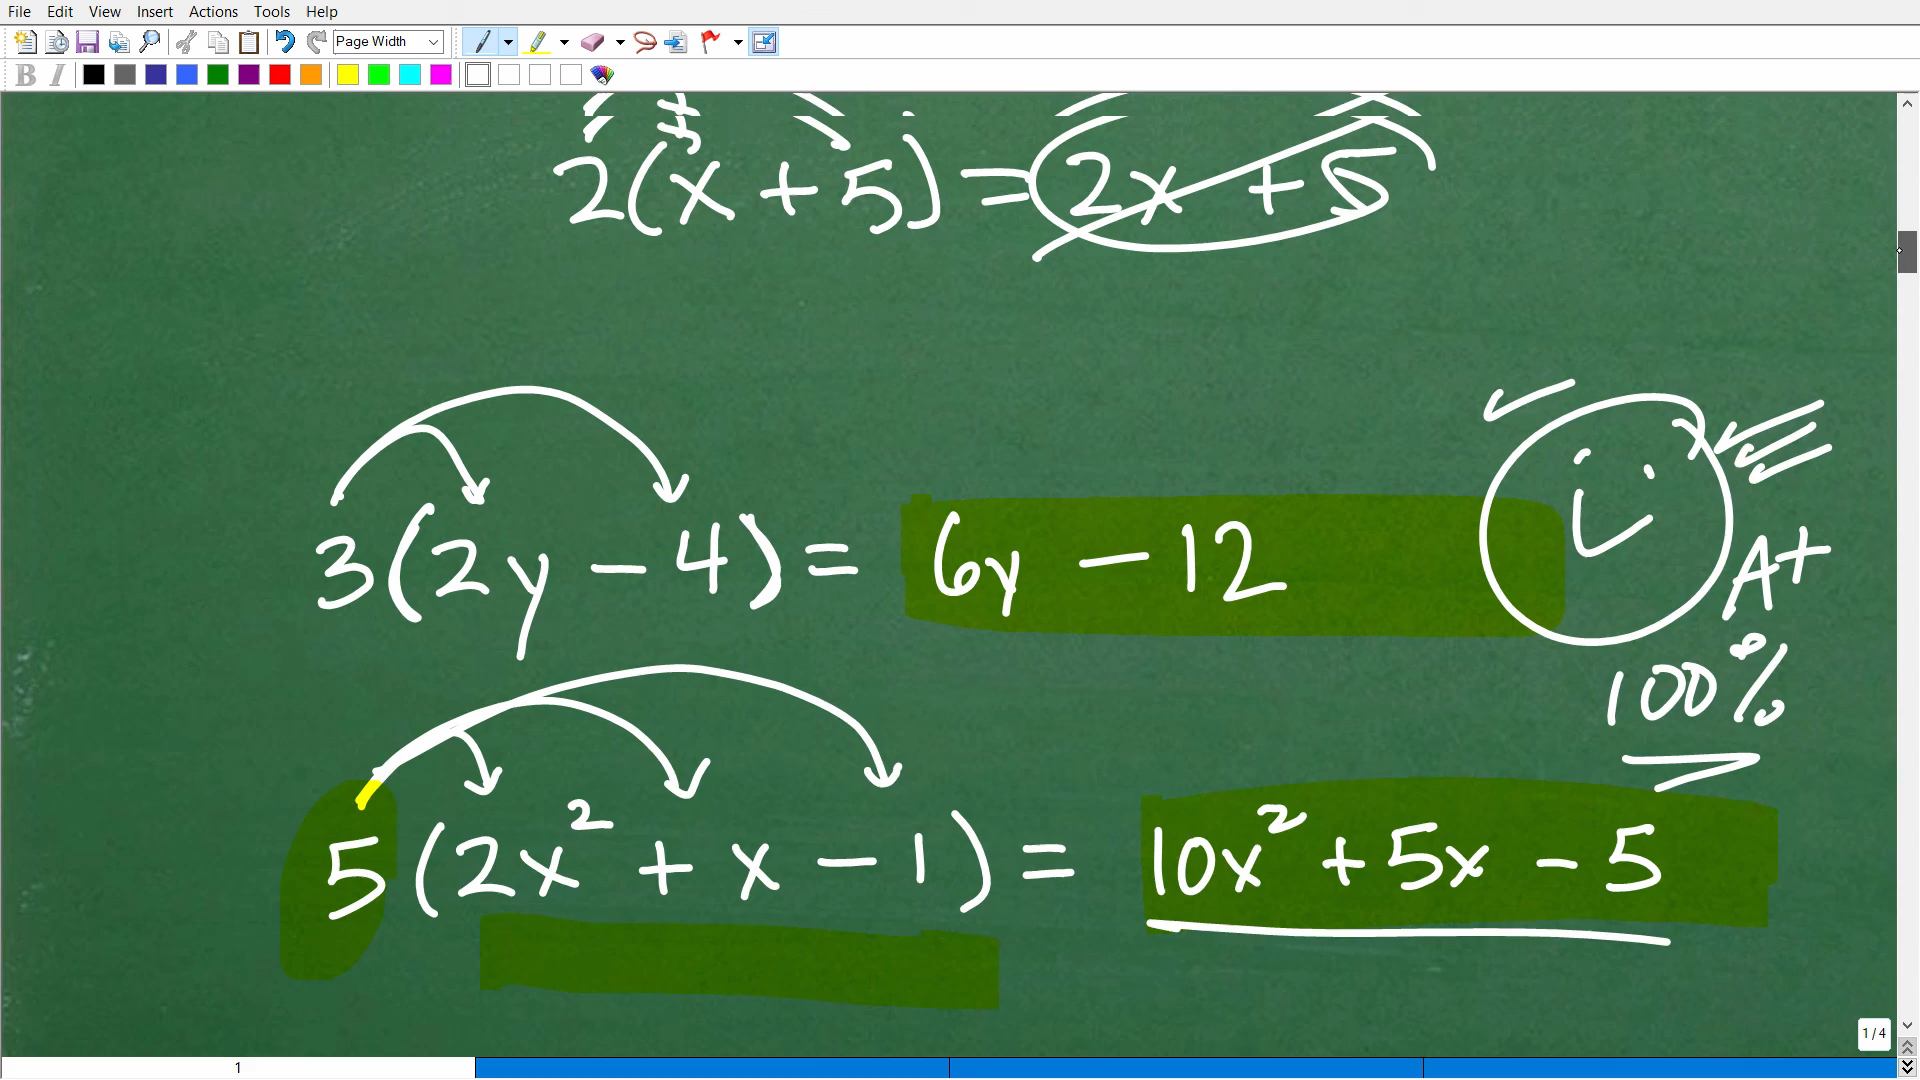 File Edit View Insert Actions Tools Help
Page Width
B I
2(x + 5) = 2x + 5
3(2y - 4) = 6y - 12
A+
100%
5(2x² + x - 1) = 10x² + 5x - 5
1 / 4
1